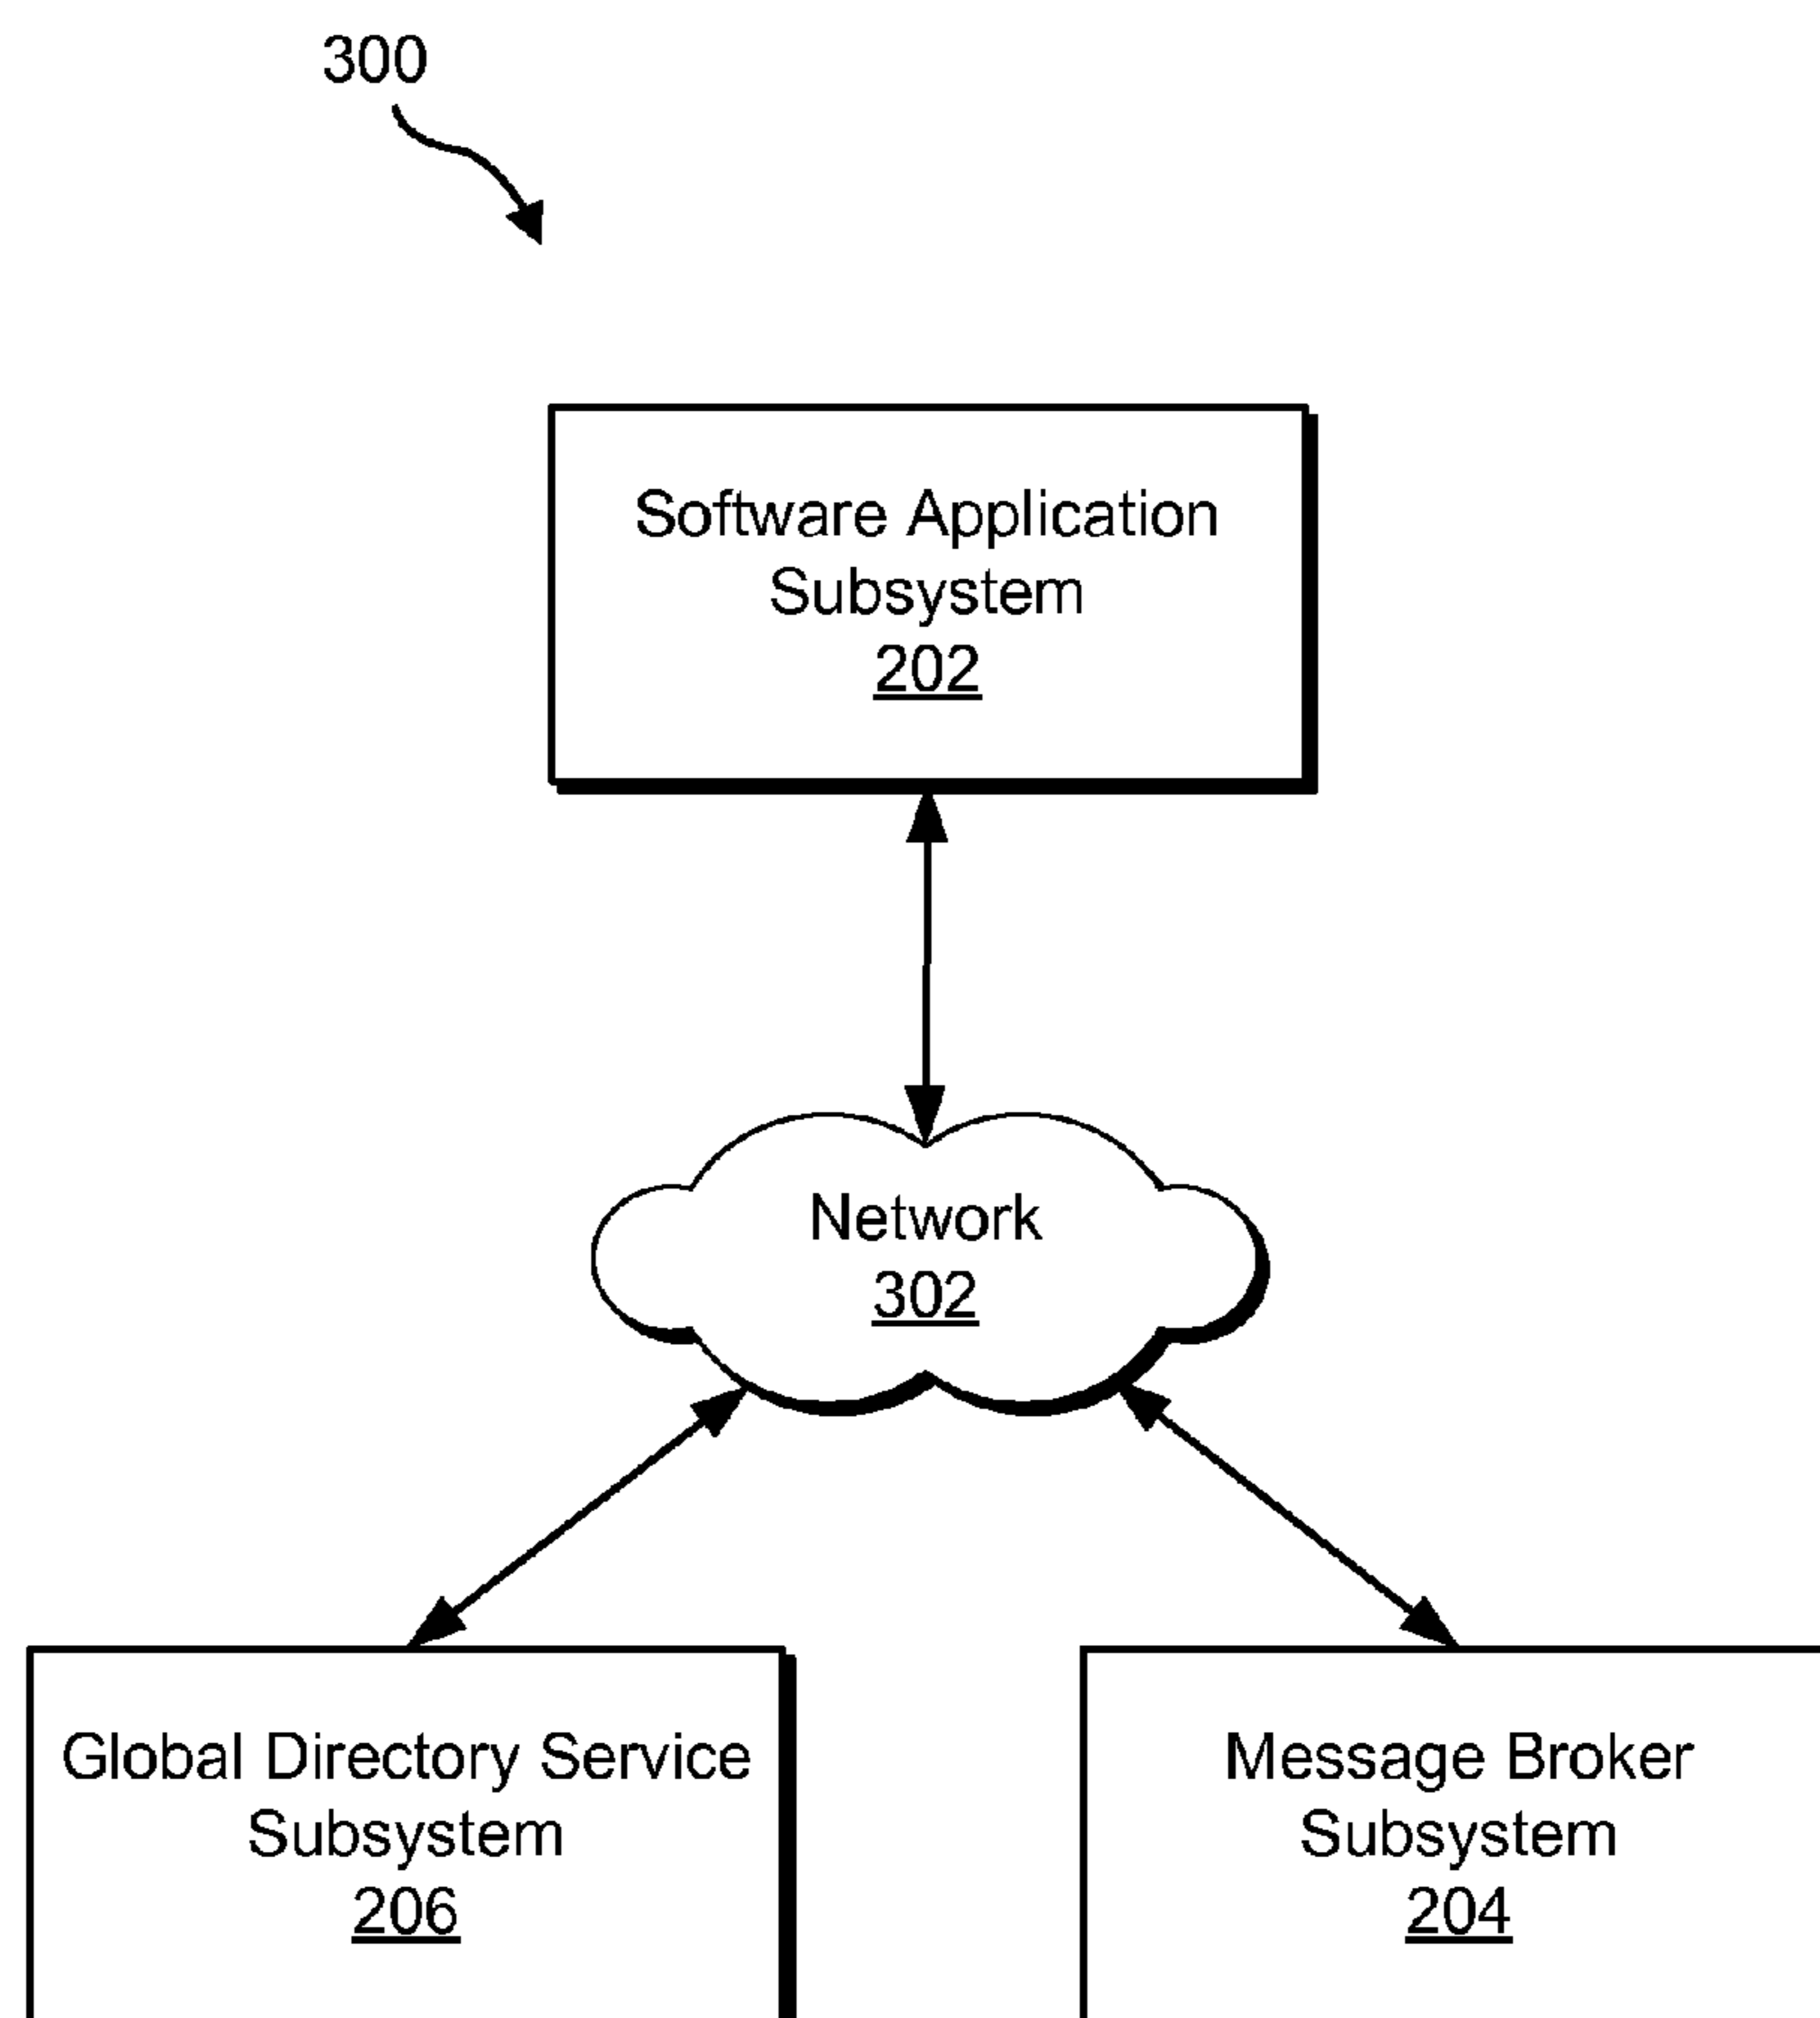 300
Software Application
Subsystem
202
Network
302
Global Directory Service
Subsystem
206
Message Broker
Subsystem
204